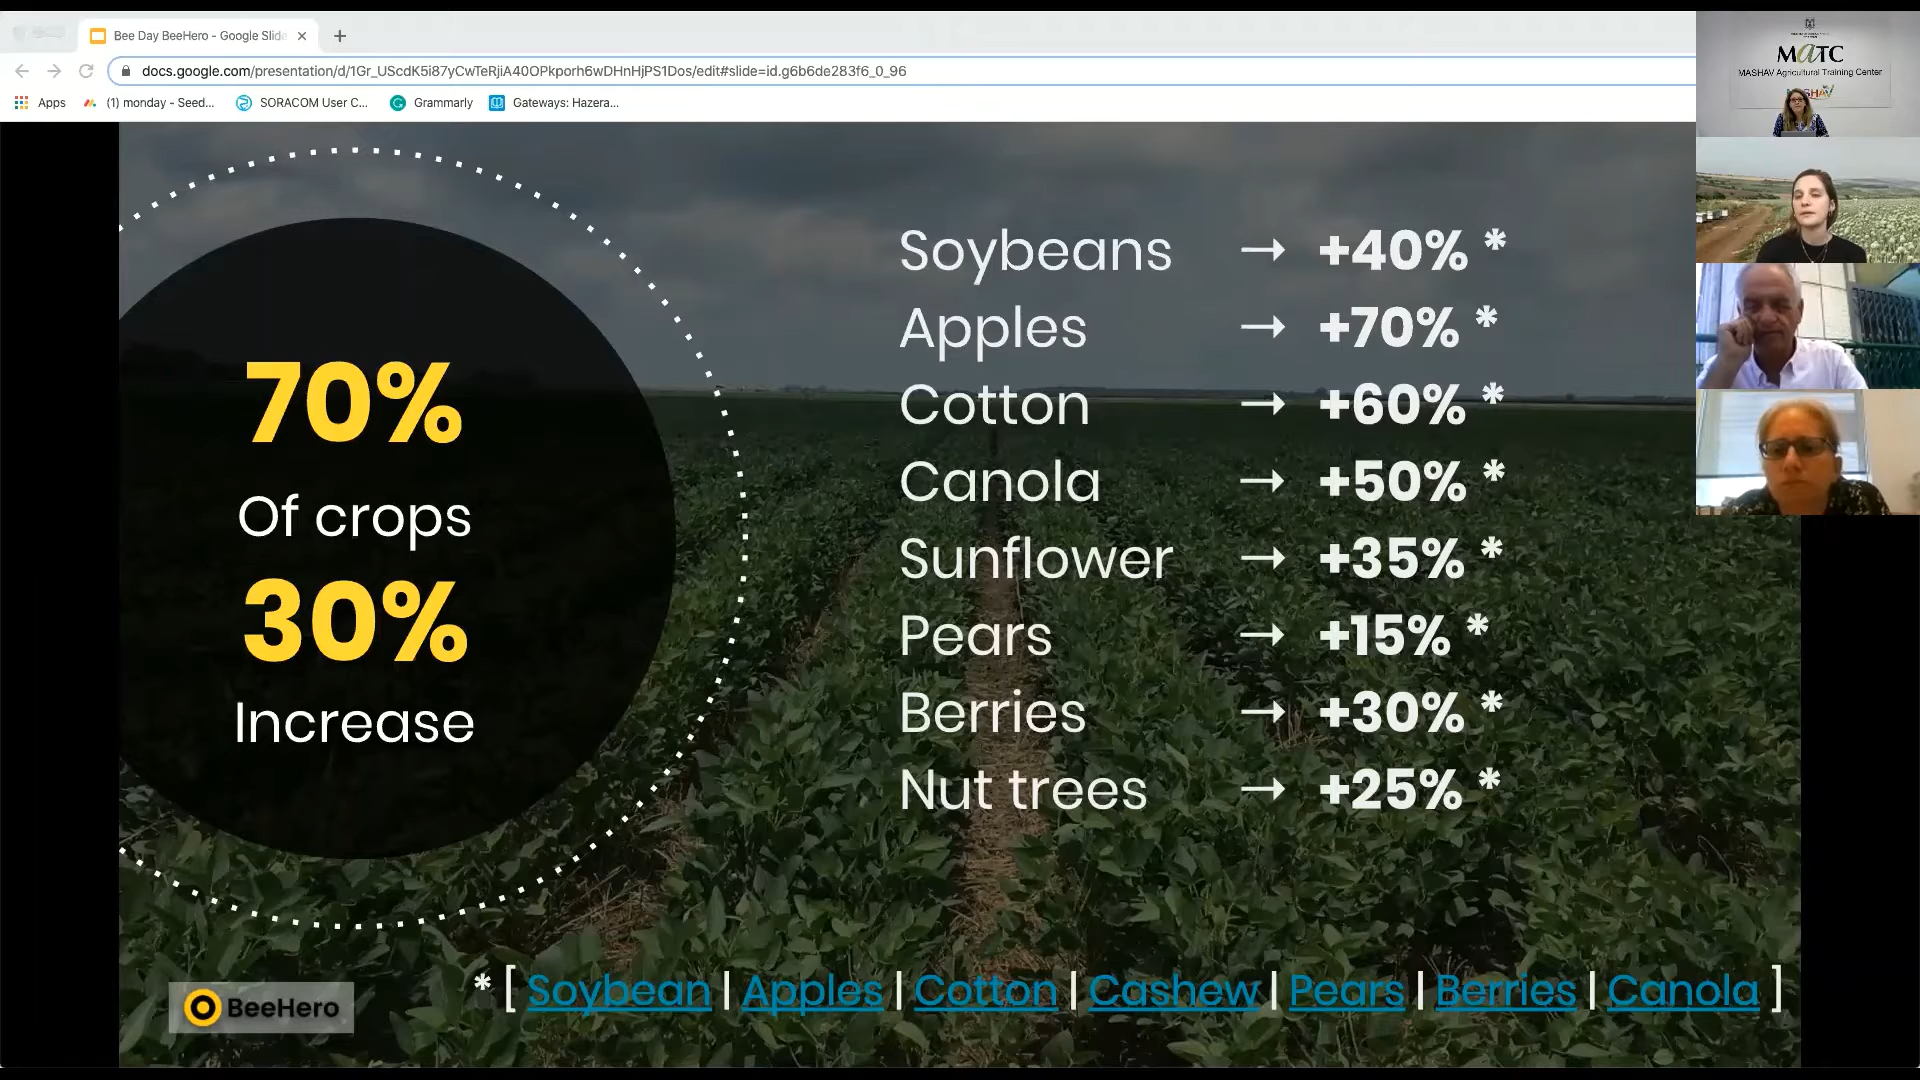 Bee Day BeeHero - Google Slide
docs.google.com/presentation/d/1Gr_UScdK5i87yCwTeRjiA40OPkporh6wDHnHjPS1Dos/edit#slide=id.g6b6de283f6_0_96
Apps (1) monday - Seed... SORACOM User C... Grammarly Gateways: Hazera...
MATC
MASHAV Agricultural Training Center
MASHAV
70%
Of crops
30%
Increase
Soybeans → +40% *
Apples → +70% *
Cotton → +60% *
Canola → +50% *
Sunflower → +35% *
Pears → +15% *
Berries → +30% *
Nut trees → +25% *
* [ Soybean | Apples | Cotton | Cashew | Pears | Berries | Canola ]
BeeHero